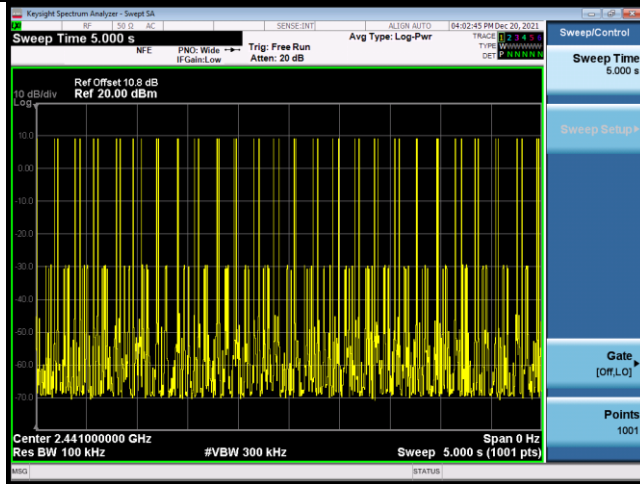 Keysight Spectrum Analyzer - Swept SA
RF 50 Ω AC SENSE:INT ALIGN AUTO 04:02:45 PM Dec 20, 2021
Sweep Time 5.000 s
NFE
PNO: Wide
IFGain:Low
Trig: Free Run
Atten: 20 dB
Avg Type: Log-Pwr
TRACE 1 2 3 4 5 6
TYPE WWWWWW
DET P N N N N N
Ref Offset 10.8 dB
10 dB/div Ref 20.00 dBm
Log
10.0
0.00
-10.0
-20.0
-30.0
-40.0
-50.0
-60.0
-70.0
Center 2.441000000 GHz Span 0 Hz
Res BW 100 kHz #VBW 300 kHz Sweep 5.000 s (1001 pts)
MSG STATUS
Sweep/Control
Sweep Time
5.000 s
Sweep Setup
Gate
[Off,LO]
Points
1001